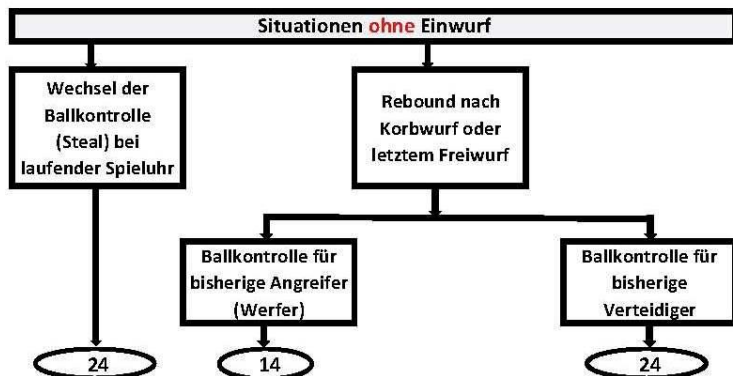 Situationen ohne Einwurf
Wechsel der
Ballkontrolle
(Steal) bei
laufender Spieluhr
Rebound nach
Korbwurf oder
letztem Freiwurf
Ballkontrolle für
bisherige Angreifer
(Werfer)
Ballkontrolle für
bisherige
Verteidiger
24
14
24